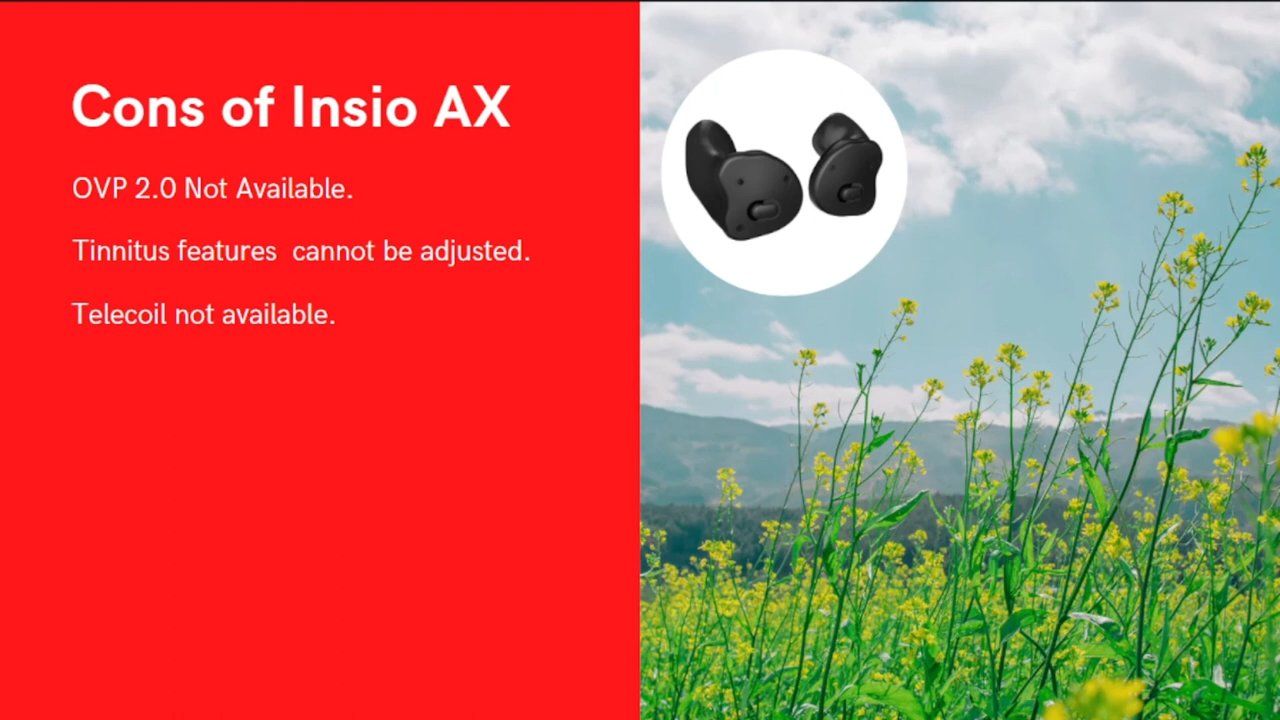 Cons of Insio AX
OVP 2.0 Not Available.
Tinnitus features  cannot be adjusted.
Telecoil not available.